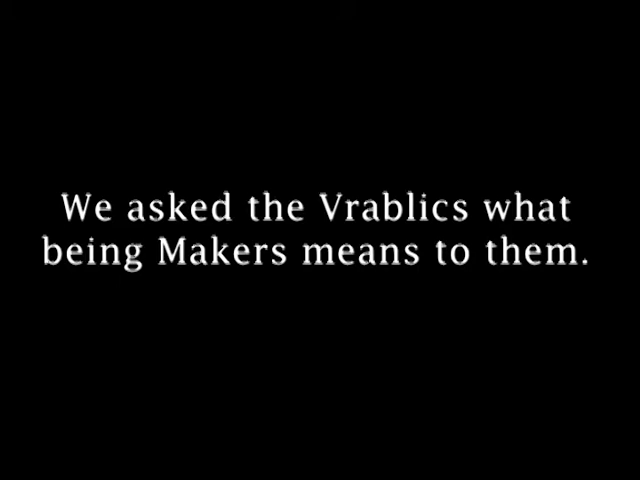 We asked the Vrablics what
being Makers means to them.